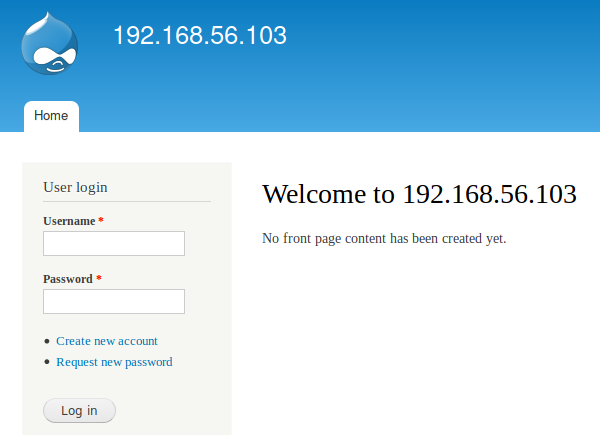 192.168.56.103
Home
User login
Username *
Password *
Create new account
Request new password
Log in
Welcome to 192.168.56.103
No front page content has been created yet.